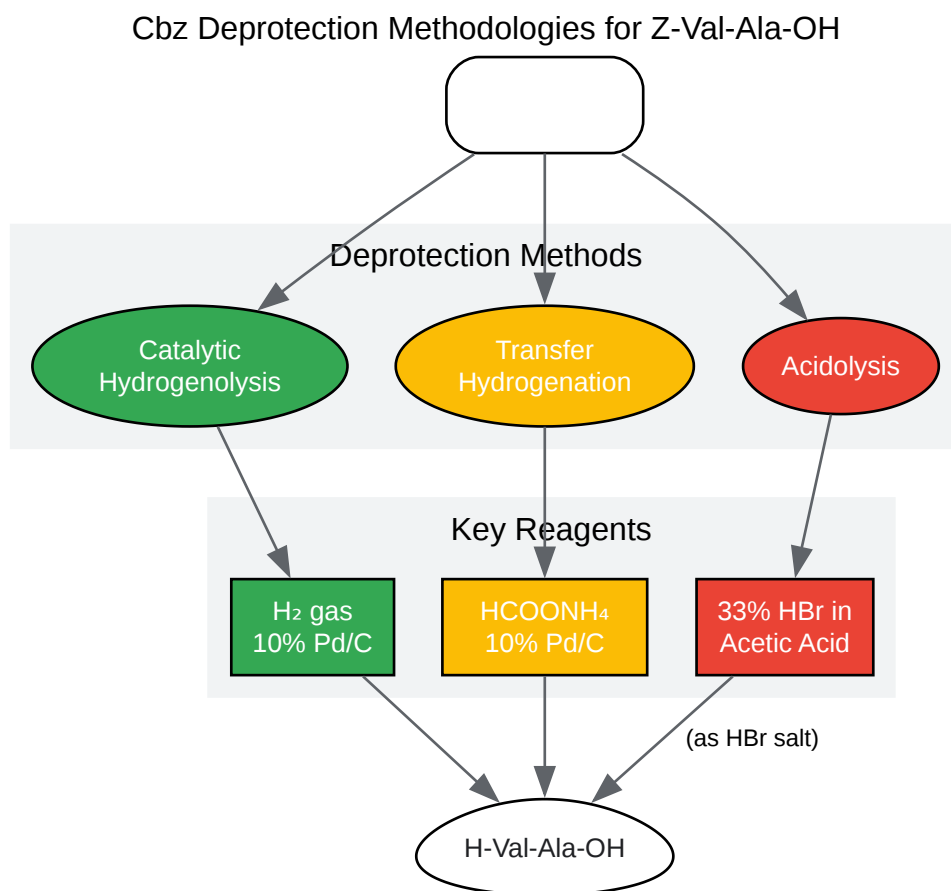 Cbz Deprotection Methodologies for Z-Val-Ala-OH
Deprotection Methods
Catalytic
Hydrogenolysis
Transfer
Hydrogenation
Acidolysis
Key Reagents
H₂ gas
10% Pd/C
HCOONH₄
10% Pd/C
33% HBr in
Acetic Acid
(as HBr salt)
H-Val-Ala-OH